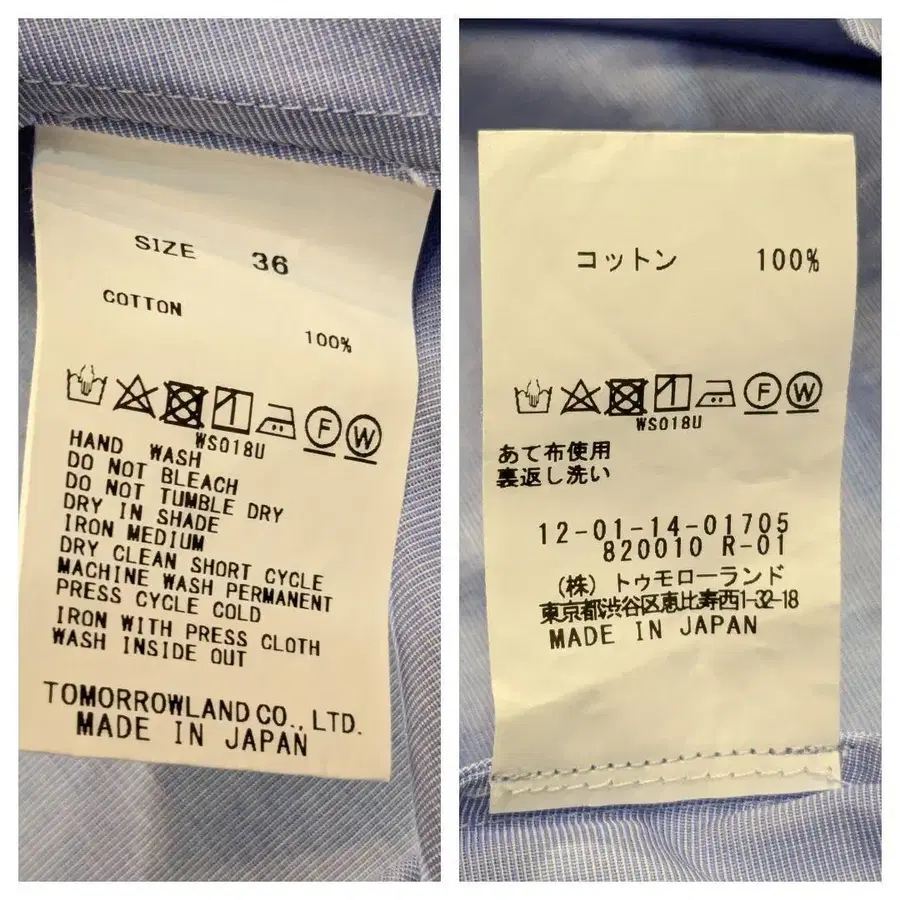 SIZE 36
COTTON
100%
F W
WS018U
HAND WASH
DO NOT BLEACH
DO NOT TUMBLE DRY
DRY IN SHADE
IRON MEDIUM
DRY CLEAN SHORT CYCLE
MACHINE WASH PERMANENT
PRESS CYCLE COLD
IRON WITH PRESS CLOTH
WASH INSIDE OUT
TOMORROWLAND CO., LTD.
MADE IN JAPAN
コットン 100%
F W
WS018U
あて布使用
裏返し洗い
12-01-14-01705
820010 R-01
(株) トゥモローランド
東京都渋谷区恵比寿西1-32-18
MADE IN JAPAN